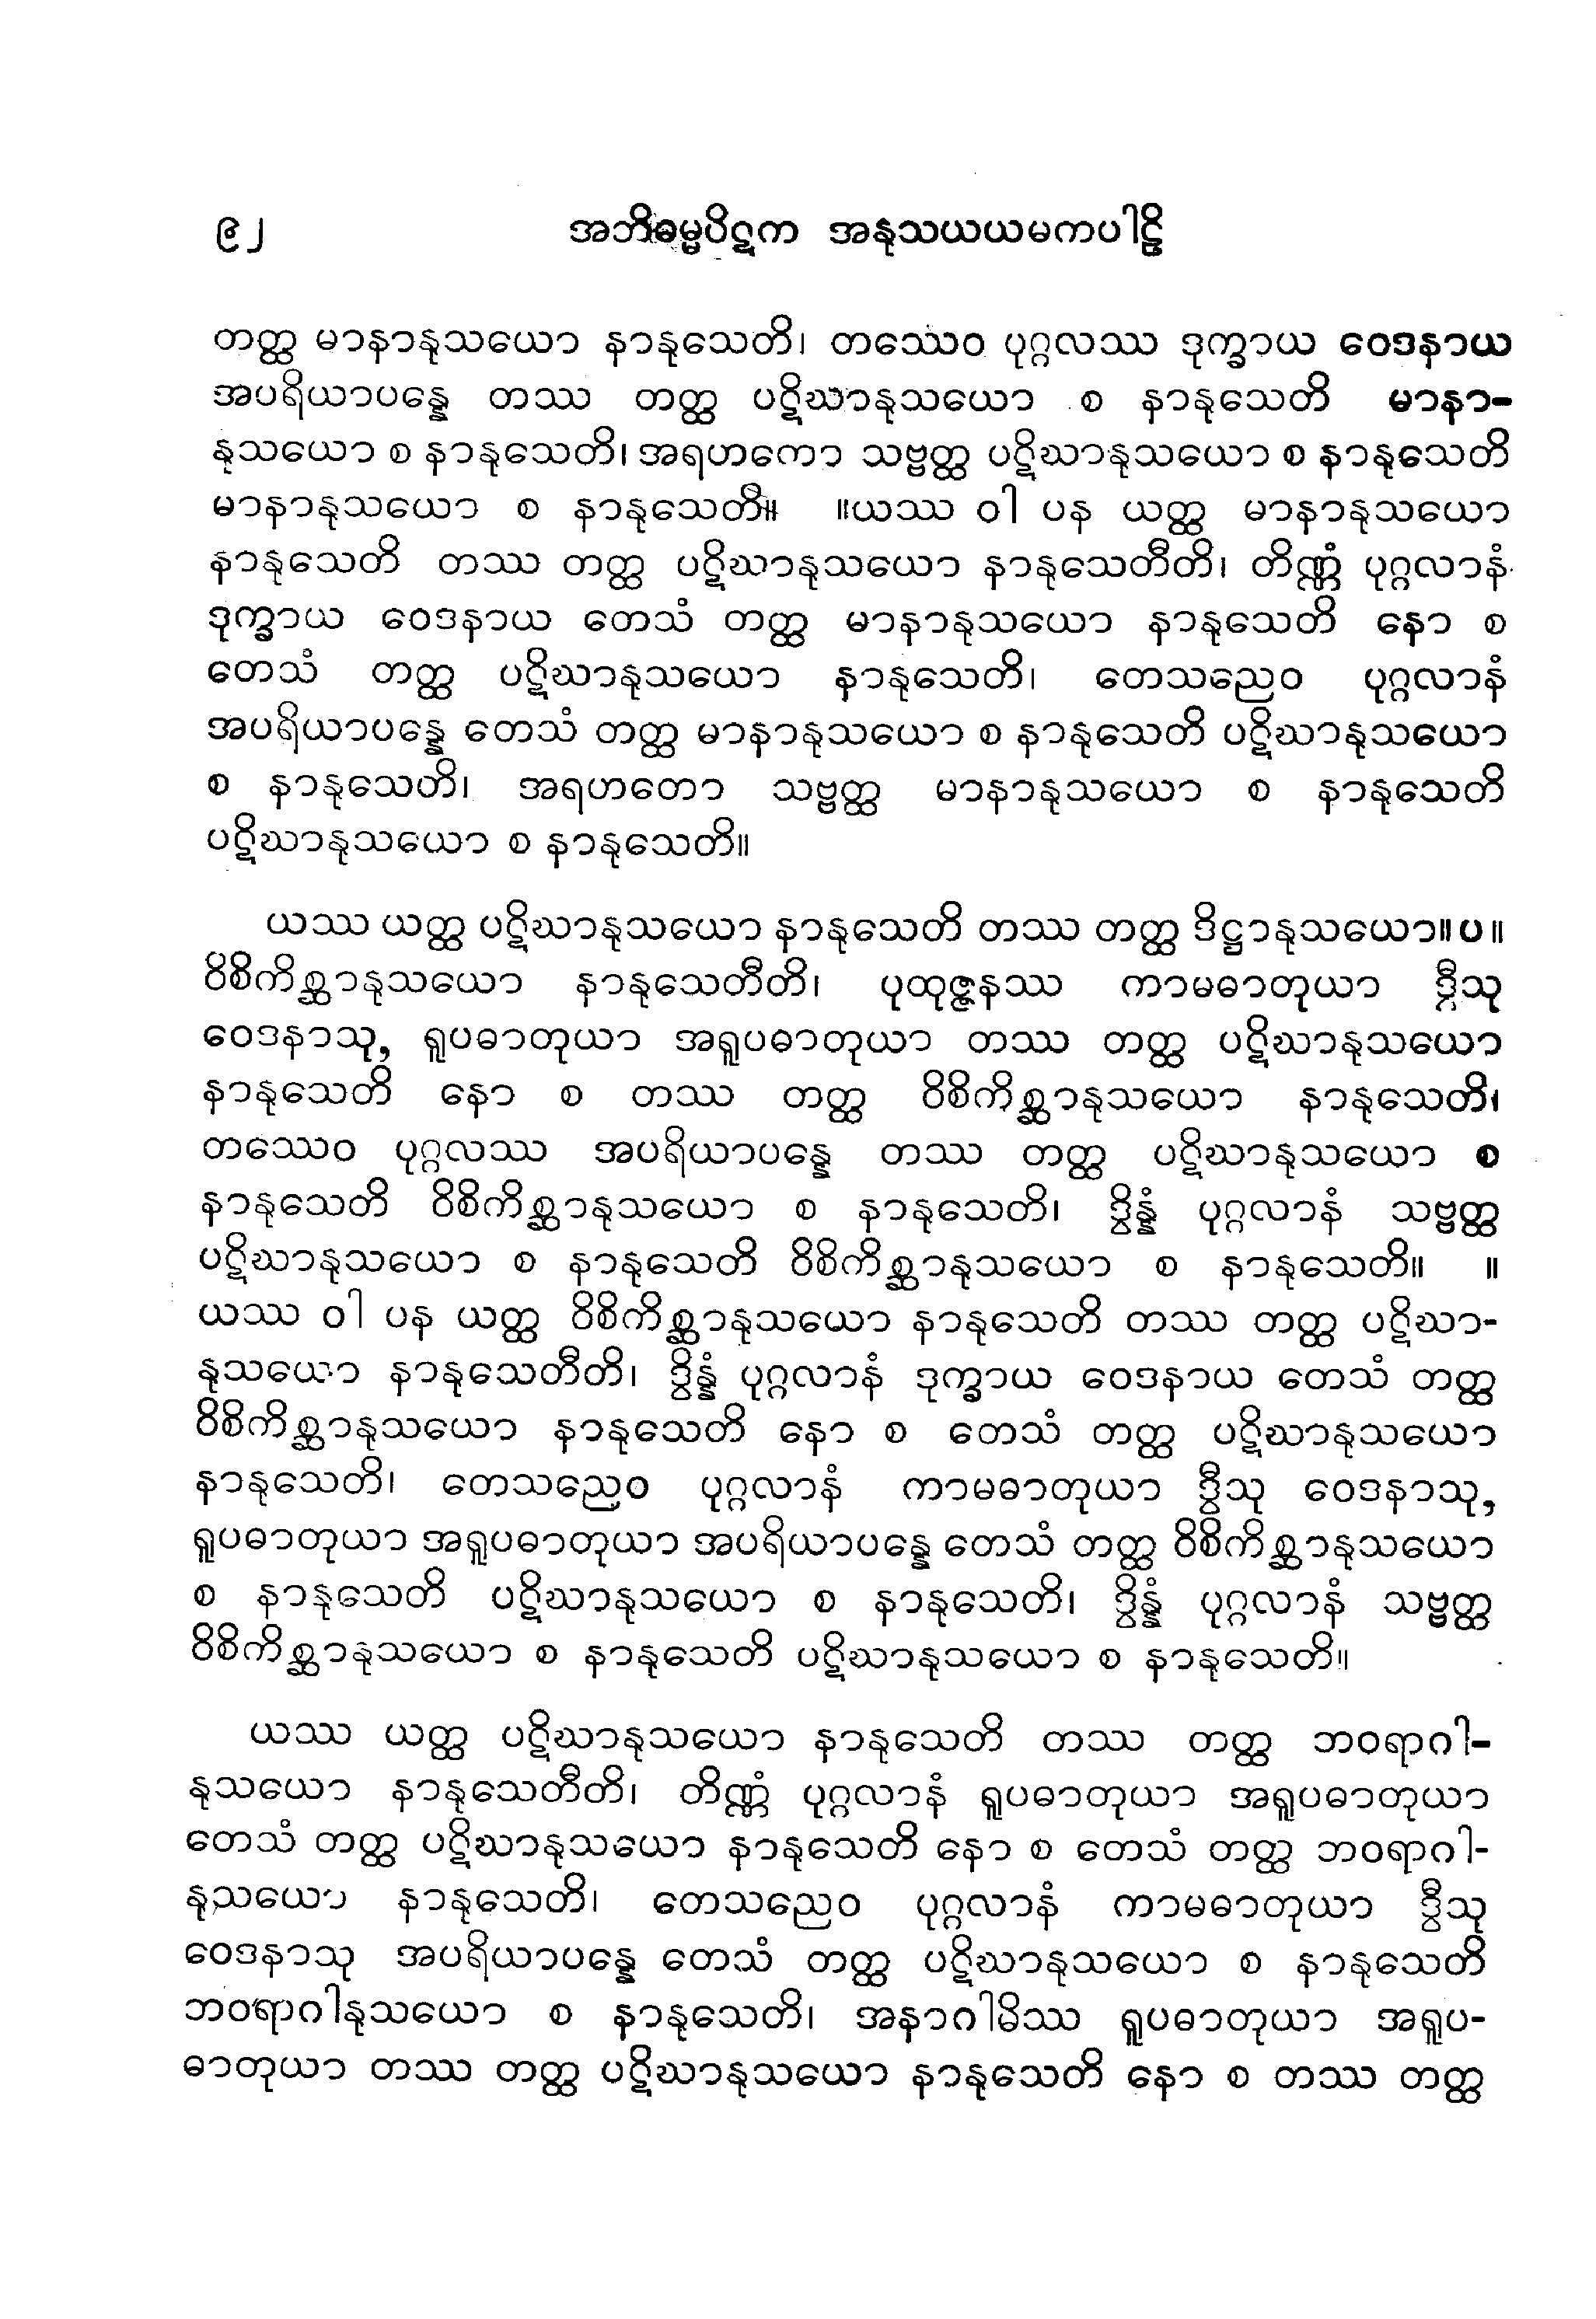 ၉၂ အဘိဓမ္မပိဋက အနုသယယမကပါဠိ
တတ္ထ မာနာနုသယော နာနုသေတိ၊ တဿေဝ ပုဂ္ဂလဿ ဒုက္ခာယ ဝေဒနာယ
အပရိယာပန္နေ တဿ တတ္ထ ပဋိဃာနုသယော စ နာနုသေတိ မာနာ-
နုသယော စ နာနုသေတိ၊ အရဟကော သဗ္ဗတ္ထ ပဋိဃာနုသယော စ နာနုသေတိ
မာနာနုသယော စ နာနုသေတိ။ ။ယဿ ဝါ ပန ယတ္ထ မာနာနုသယော
နာနုသေတိ တဿ တတ္ထ ပဋိဃာနုသယော နာနုသေတီတိ၊ တိဏ္ဏံ ပုဂ္ဂလာနံ
ဒုက္ခာယ ဝေဒနာယ တေသံ တတ္ထ မာနာနုသယော နာနုသေတိ နော စ
တေသံ တတ္ထ ပဋိဃာနုသယော နာနုသေတိ၊ တေသညေဝ ပုဂ္ဂလာနံ
အပရိယာပန္နေ တေသံ တတ္ထ မာနာနုသယော စ နာနုသေတိ ပဋိဃာနုသယော
စ နာနုသေတိ၊ အရဟတော သဗ္ဗတ္ထ မာနာနုသယော စ နာနုသေတိ
ပဋိဃာနုသယော စ နာနုသေတိ။
ယဿ ယတ္ထ ပဋိဃာနုသယော နာနုသေတိ တဿ တတ္ထ ဒိဋ္ဌာနုသယော။ပ။
ဝိစိကိစ္ဆာနုသယော နာနုသေတီတိ၊ ပုထုဇ္ဇနဿ ကာမဓာတုယာ ဒွီသု
ဝေဒနာသု, ရူပဓာတုယာ အရူပဓာတုယာ တဿ တတ္ထ ပဋိဃာနုသယော
နာနုသေတိ နော စ တဿ တတ္ထ ဝိစိကိစ္ဆာနုသယော နာနုသေတိ၊
တဿေဝ ပုဂ္ဂလဿ အပရိယာပန္နေ တဿ တတ္ထ ပဋိဃာနုသယော စ
နာနုသေတိ ဝိစိကိစ္ဆာနုသယော စ နာနုသေတိ၊ ဒွိန္နံ ပုဂ္ဂလာနံ သဗ္ဗတ္ထ
ပဋိဃာနုသယော စ နာနုသေတိ ဝိစိကိစ္ဆာနုသယော စ နာနုသေတိ။ ။
ယဿ ဝါ ပန ယတ္ထ ဝိစိကိစ္ဆာနုသယော နာနုသေတိ တဿ တတ္ထ ပဋိဃာ-
နုသယော နာနုသေတီတိ၊ ဒွိန္နံ ပုဂ္ဂလာနံ ဒုက္ခာယ ဝေဒနာယ တေသံ တတ္ထ
ဝိစိကိစ္ဆာနုသယော နာနုသေတိ နော စ တေသံ တတ္ထ ပဋိဃာနုသယော
နာနုသေတိ၊ တေသညေဝ ပုဂ္ဂလာနံ ကာမဓာတုယာ ဒွီသု ဝေဒနာသု,
ရူပဓာတုယာ အရူပဓာတုယာ အပရိယာပန္နေ တေသံ တတ္ထ ဝိစိကိစ္ဆာနုသယော
စ နာနုသေတိ ပဋိဃာနုသယော စ နာနုသေတိ၊ ဒွိန္နံ ပုဂ္ဂလာနံ သဗ္ဗတ္ထ
ဝိစိကိစ္ဆာနုသယော စ နာနုသေတိ ပဋိဃာနုသယော စ နာနုသေတိ။
ယဿ ယတ္ထ ပဋိဃာနုသယော နာနုသေတိ တဿ တတ္ထ ဘဝရာဂါ-
နုသယော နာနုသေတီတိ၊ တိဏ္ဏံ ပုဂ္ဂလာနံ ရူပဓာတုယာ အရူပဓာတုယာ
တေသံ တတ္ထ ပဋိဃာနုသယော နာနုသေတိ နော စ တေသံ တတ္ထ ဘဝရာဂါ-
နုသယော နာနုသေတိ၊ တေသညေဝ ပုဂ္ဂလာနံ ကာမဓာတုယာ ဒွီသု
ဝေဒနာသု အပရိယာပန္နေ တေသံ တတ္ထ ပဋိဃာနုသယော စ နာနုသေတိ
ဘဝရာဂါနုသယော စ နာနုသေတိ၊ အနာဂါမိဿ ရူပဓာတုယာ အရူပ-
ဓာတုယာ တဿ တတ္ထ ပဋိဃာနုသယော နာနုသေတိ နော စ တဿ တတ္ထ